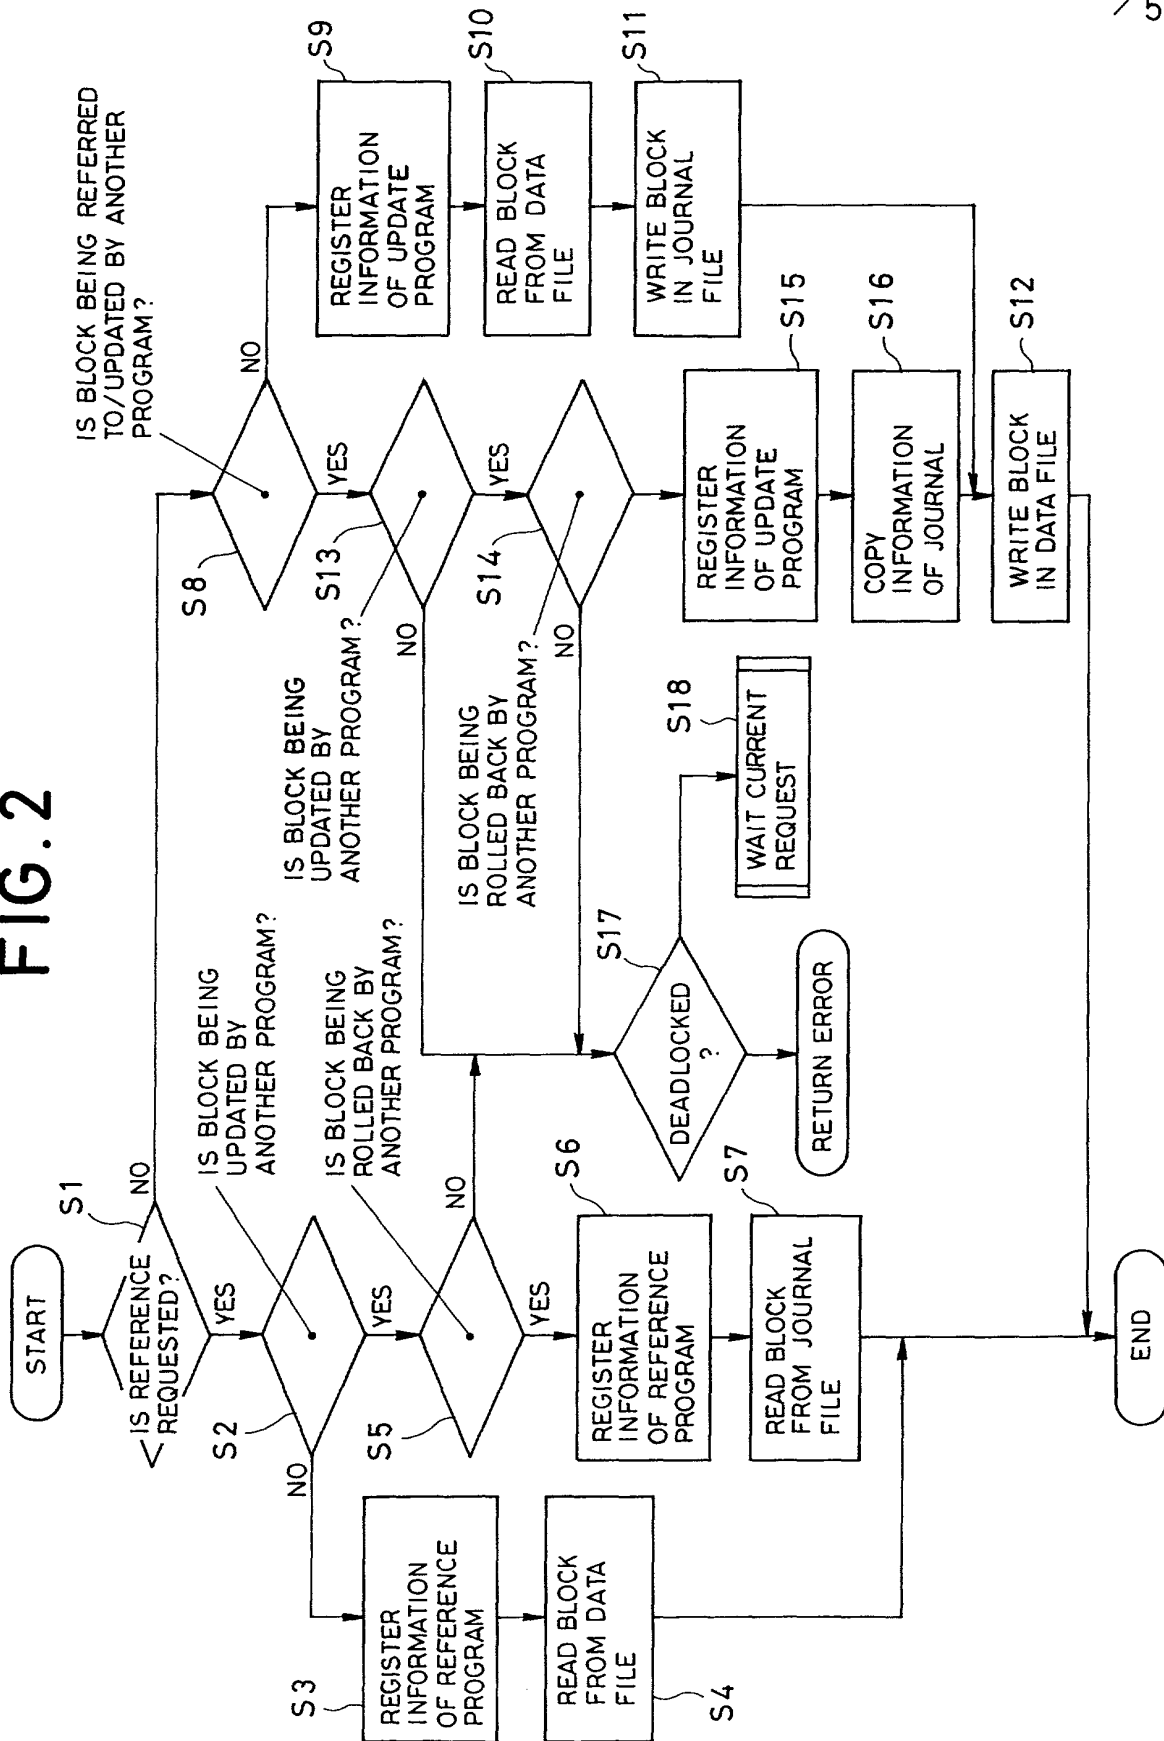 / 5
FIG. 2
START
S1
< IS REFERENCE
REQUESTED?
NO
YES
S2
IS BLOCK BEING
UPDATED BY
ANOTHER PROGRAM?
NO
YES
S3
REGISTER
INFORMATION
OF REFERENCE
PROGRAM
READ BLOCK
FROM DATA
FILE
S4
S5
IS BLOCK BEING
ROLLED BACK BY
ANOTHER PROGRAM?
NO
YES
S6
REGISTER
INFORMATION
OF REFERENCE
PROGRAM
S7
READ BLOCK
FROM JOURNAL
FILE
S8
IS BLOCK BEING REFERRED
TO/UPDATED BY ANOTHER
PROGRAM?
NO
YES
S9
REGISTER
INFORMATION
OF UPDATE
PROGRAM
S10
READ BLOCK
FROM DATA
FILE
S11
WRITE BLOCK
IN JOURNAL
FILE
S13
IS BLOCK BEING
UPDATED BY
ANOTHER PROGRAM?
NO
YES
S14
IS BLOCK BEING
ROLLED BACK BY
ANOTHER PROGRAM?
NO
S15
REGISTER
INFORMATION
OF UPDATE
PROGRAM
S16
COPY
INFORMATION
OF JOURNAL
S12
WRITE BLOCK
IN DATA FILE
S17
DEADLOCKED
?
S18
WAIT CURRENT
REQUEST
RETURN ERROR
END